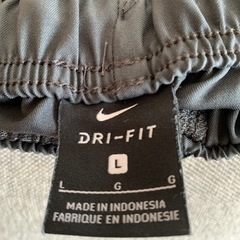 DRI-FIT
L
L G G
MADE IN INDONESIA
FABRIQUE EN INDONESIE